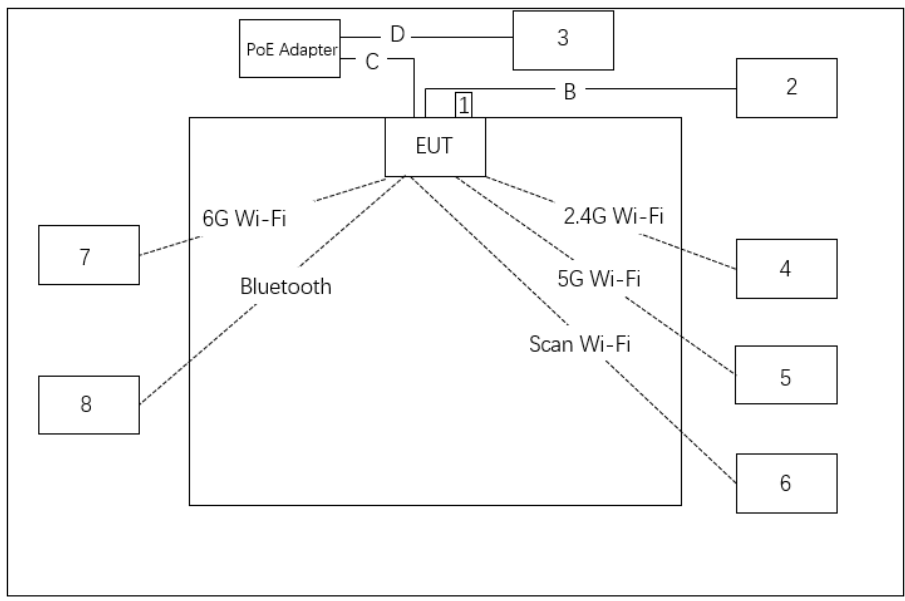 D
3
PoE Adapter
C
2
B
1
EUT
6G Wi-Fi
2.4G Wi-Fi
7
4
5G Wi-Fi
Bluetooth
Scan Wi-Fi
5
8
6